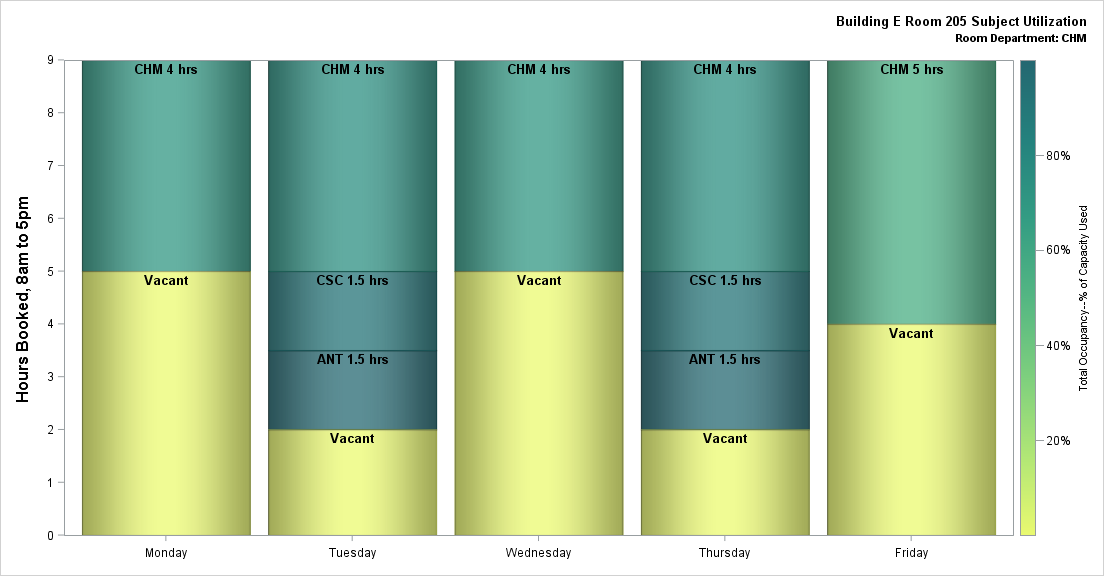 Building E Room 205 Subject Utilization
Room Department: CHM
Hours Booked, 8am to 5pm
9
8
7
6
5
4
3
2
1
0
CHM 4 hrs
Vacant
Monday
CHM 4 hrs
CSC 1.5 hrs
ANT 1.5 hrs
Vacant
Tuesday
CHM 4 hrs
Vacant
Wednesday
CHM 4 hrs
CSC 1.5 hrs
ANT 1.5 hrs
Vacant
Thursday
CHM 5 hrs
Vacant
Friday
80%
60%
40%
20%
Total Occupancy--% of Capacity Used